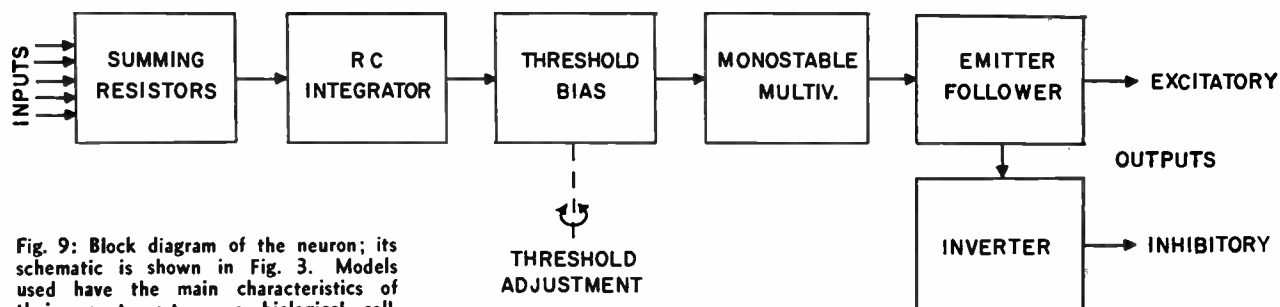 INPUTS
SUMMING
RESISTORS
RC
INTEGRATOR
THRESHOLD
BIAS
MONOSTABLE
MULTIV.
EMITTER
FOLLOWER
EXCITATORY
OUTPUTS
INVERTER
INHIBITORY
THRESHOLD
ADJUSTMENT
Fig. 9: Block diagram of the neuron; its
schematic is shown in Fig. 3. Models
used have the main characteristics of